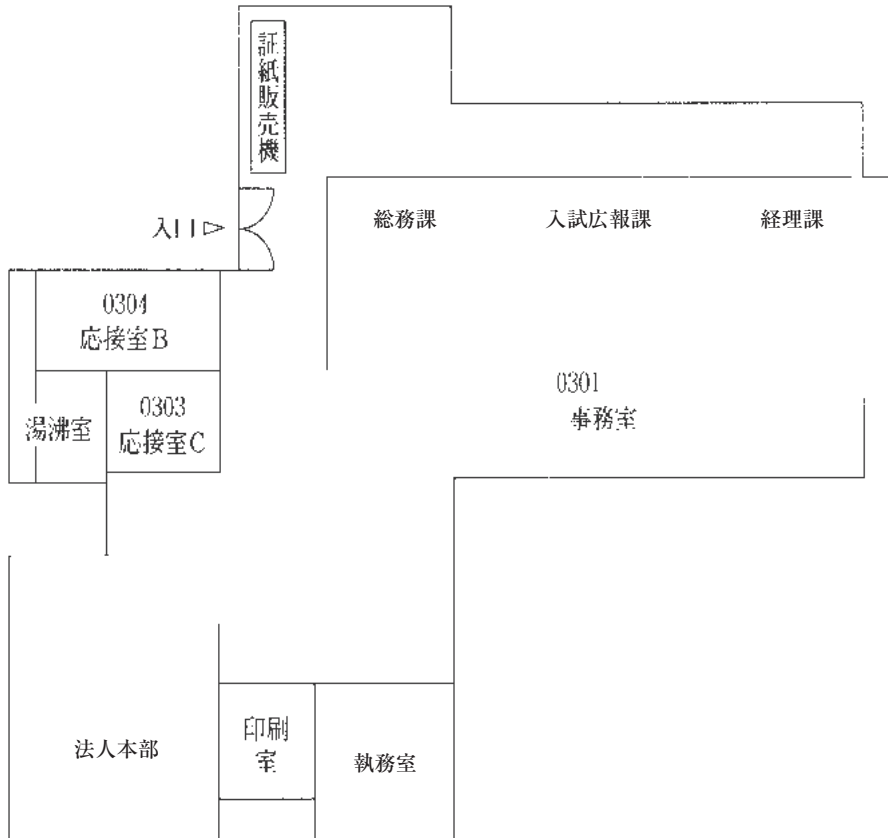 証紙販売機
総務課
入試広報課
経理課
入口
0304
応接室B
0301
事務室
0303
応接室C
湯沸室
法人本部
印刷
室
執務室